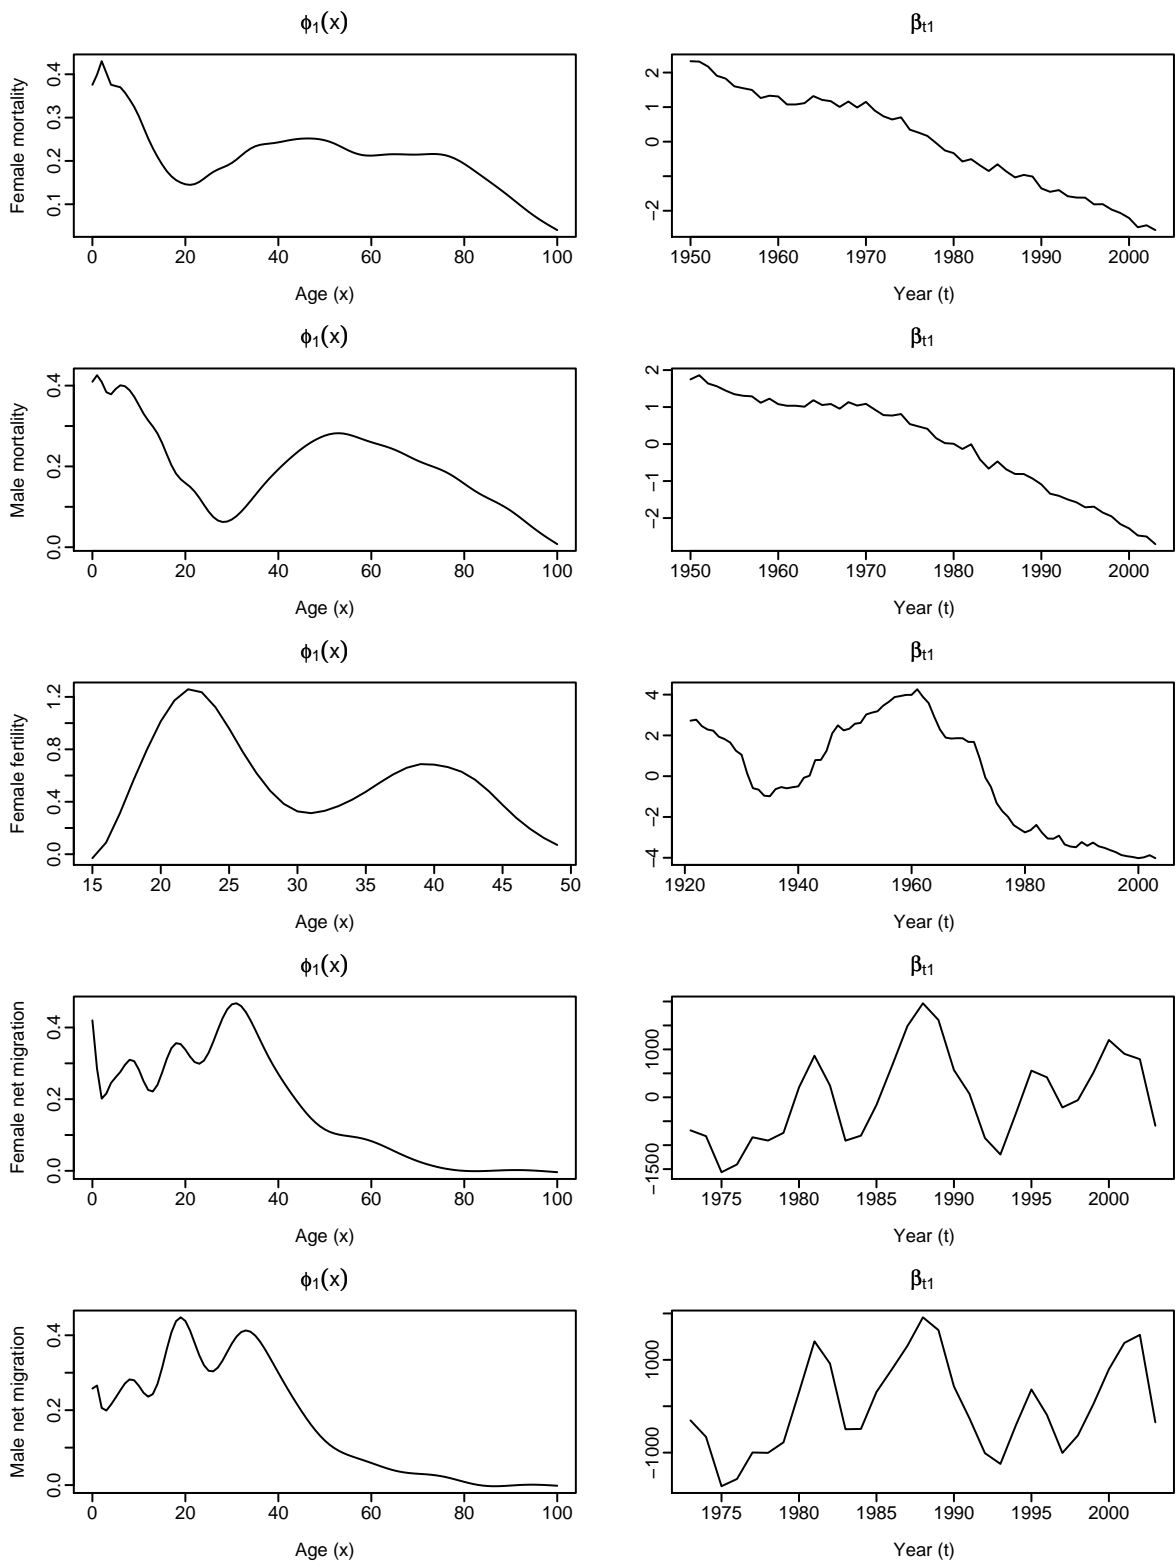 ϕ1(x)
βt1
Female mortality
0.1 0.2 0.3 0.4
0 20 40 60 80 100
Age (x)
−2 0 1 2
1950 1960 1970 1980 1990 2000
Year (t)
ϕ1(x)
βt1
Male mortality
0.0 0.2 0.4
0 20 40 60 80 100
Age (x)
−2 −1 0 1 2
1950 1960 1970 1980 1990 2000
Year (t)
ϕ1(x)
βt1
Female fertility
0.0 0.4 0.8 1.2
15 20 25 30 35 40 45 50
Age (x)
−4 −2 0 2 4
1920 1940 1960 1980 2000
Year (t)
ϕ1(x)
βt1
Female net migration
0.0 0.2 0.4
0 20 40 60 80 100
Age (x)
−1500 0 1000
1975 1980 1985 1990 1995 2000
Year (t)
ϕ1(x)
βt1
Male net migration
0.0 0.2 0.4
0 20 40 60 80 100
Age (x)
−1000 1000
1975 1980 1985 1990 1995 2000
Year (t)